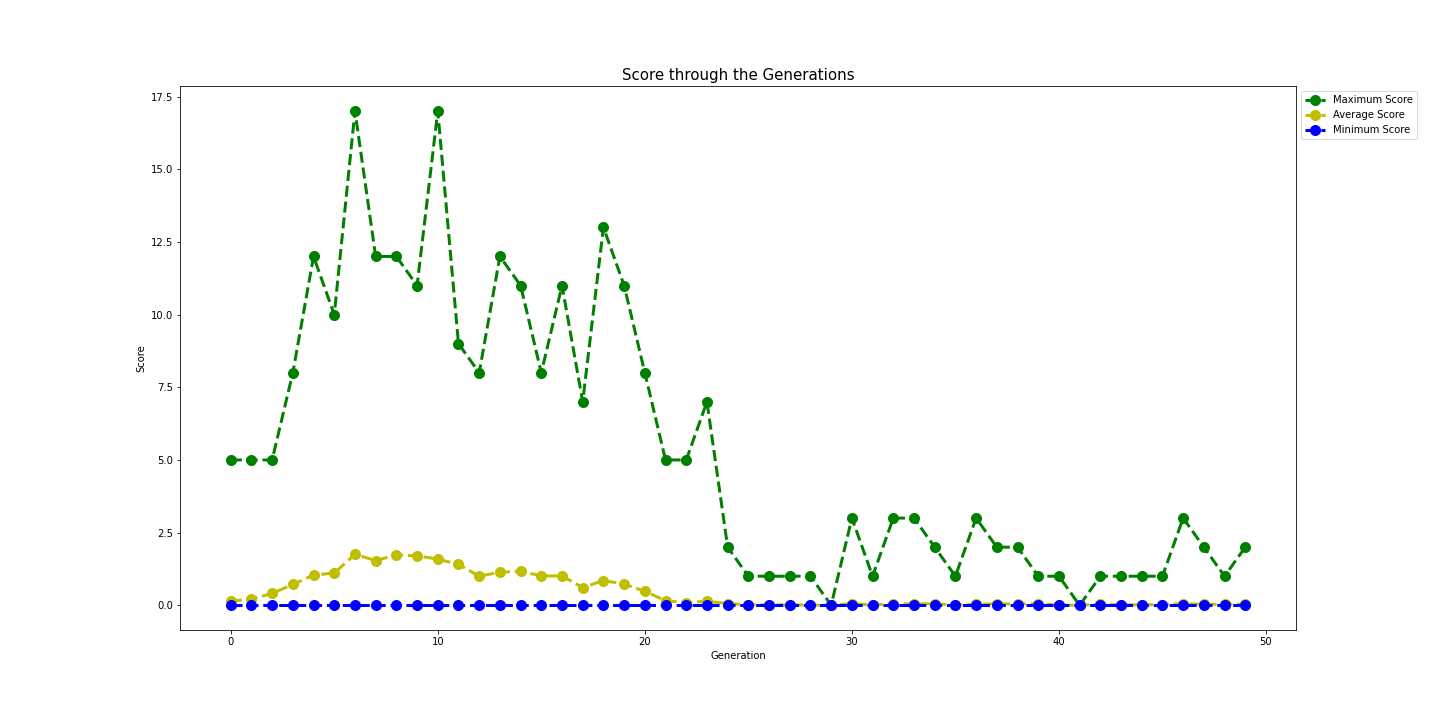 Score through the Generations
Maximum Score
Average Score
Minimum Score
17.5
15.0
12.5
10.0
7.5
5.0
2.5
0.0
Score
0 10 20 30 40 50
Generation